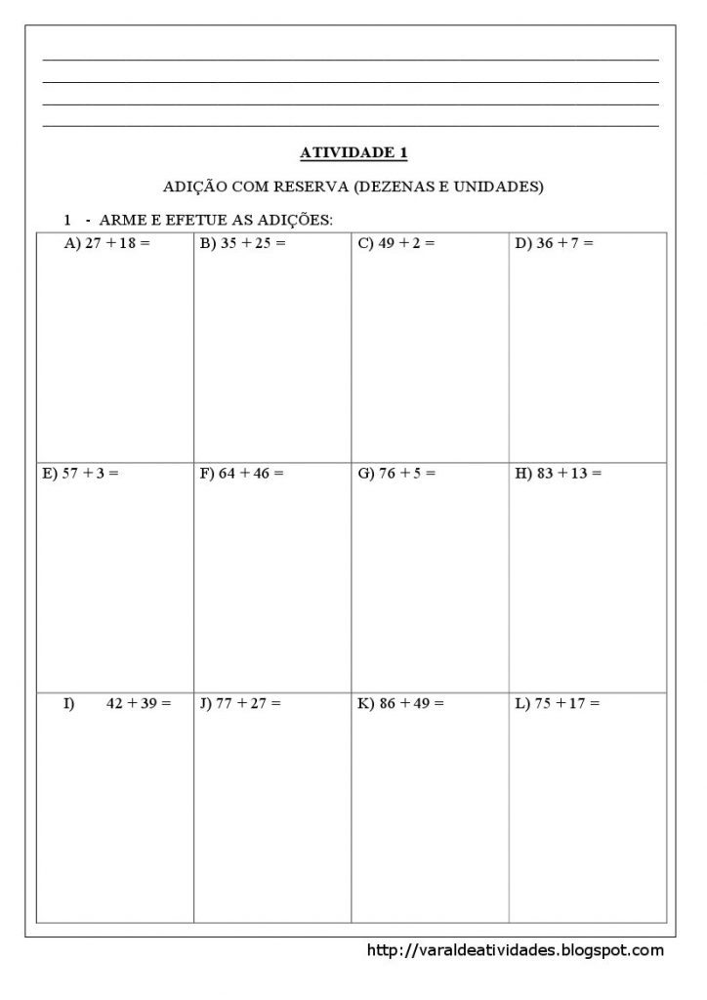 ATIVIDADE 1
ADIÇÃO COM RESERVA (DEZENAS E UNIDADES)
1 - ARME E EFETUE AS ADIÇÕES:
A) 27 + 18 =
B) 35 + 25 =
C) 49 + 2 =
D) 36 + 7 =
E) 57 + 3 =
F) 64 + 46 =
G) 76 + 5 =
H) 83 + 13 =
I) 42 + 39 =
J) 77 + 27 =
K) 86 + 49 =
L) 75 + 17 =
http://varaldeatividades.blogspot.com